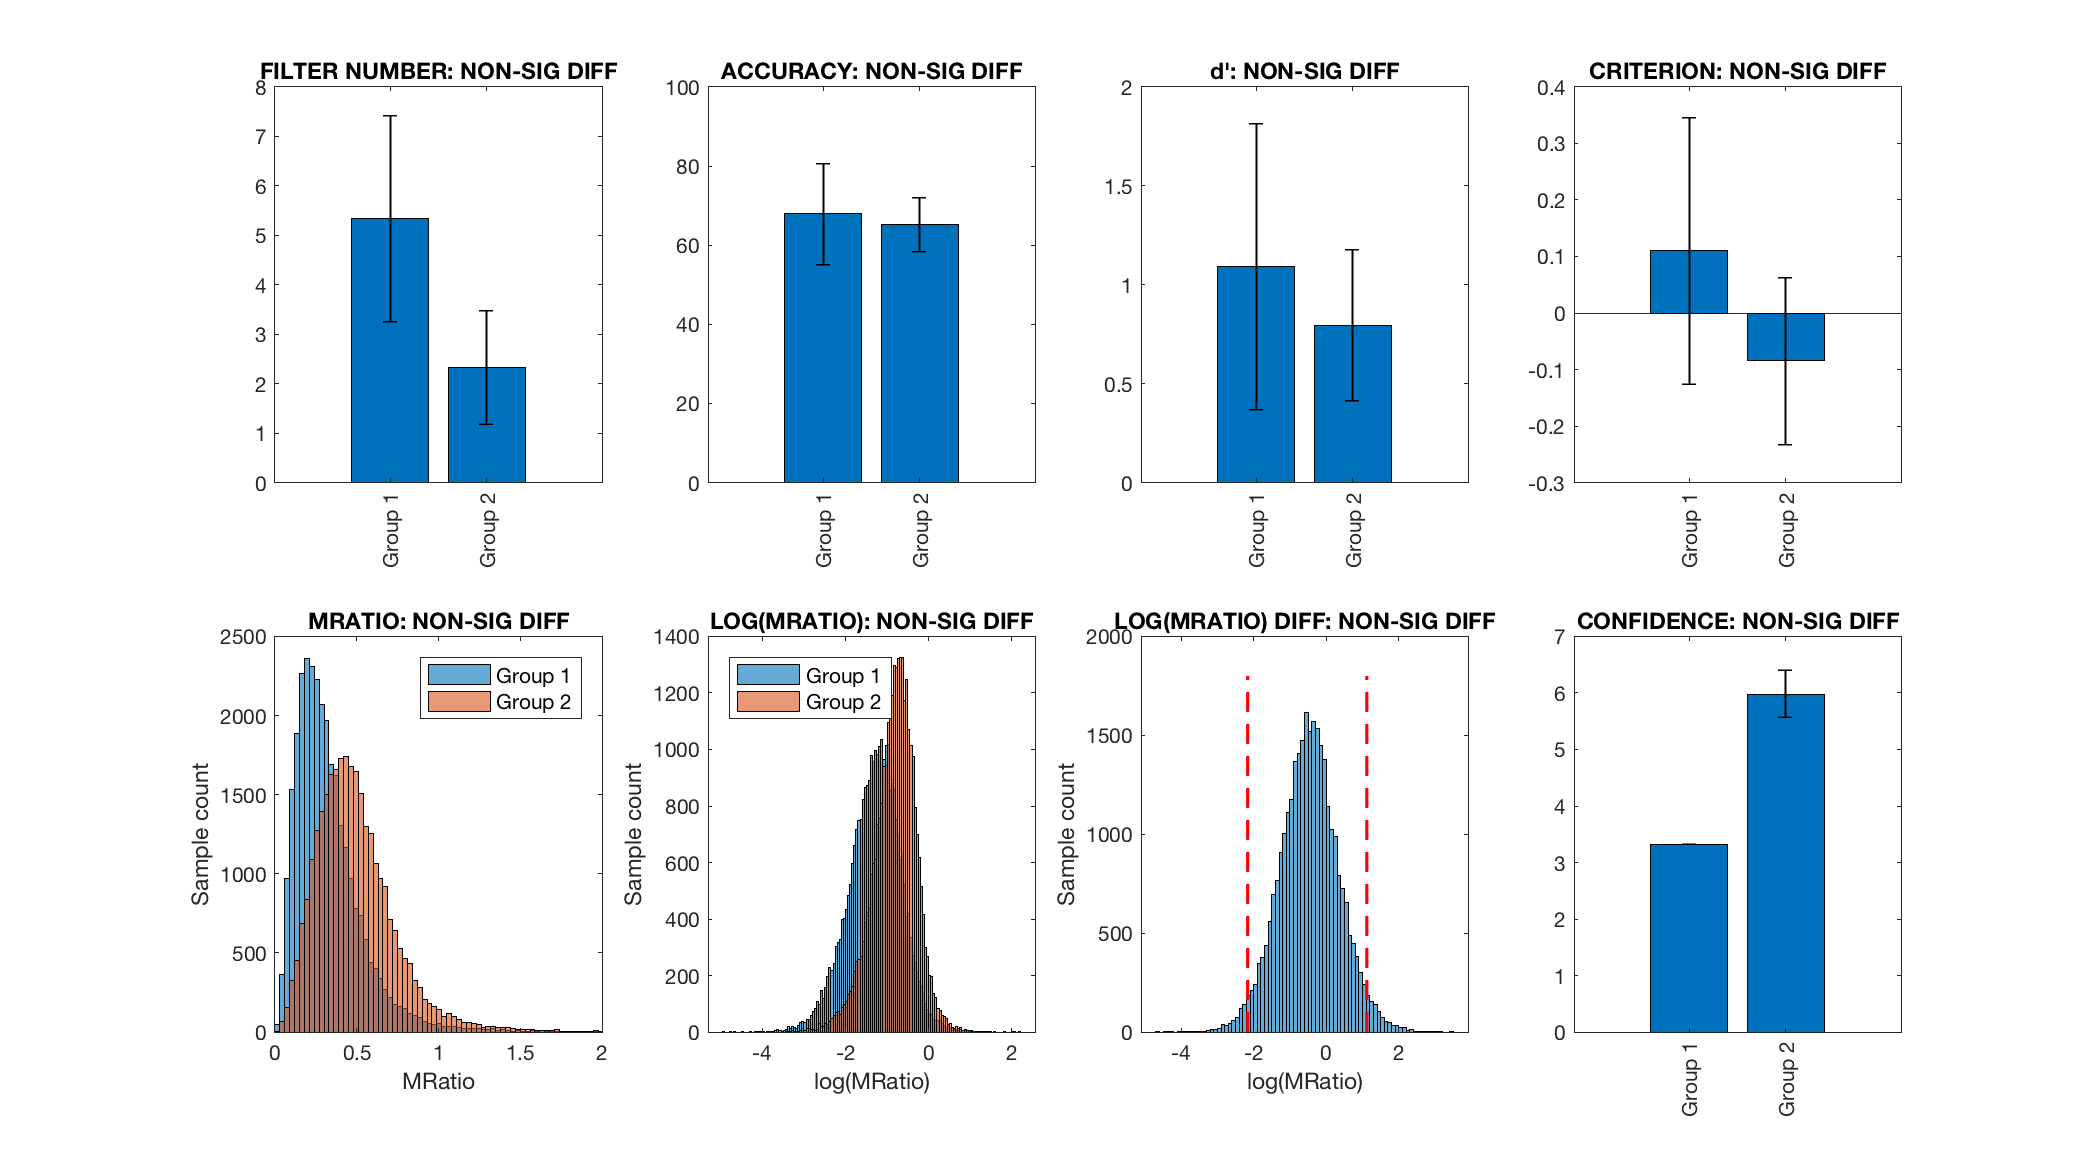 FILTER NUMBER: NON-SIG DIFF
8
7
6
5
4
3
2
1
0
Group 1
Group 2
ACCURACY: NON-SIG DIFF
100
80
60
40
20
0
Group 1
Group 2
d': NON-SIG DIFF
2
1.5
1
0.5
0
Group 1
Group 2
CRITERION: NON-SIG DIFF
0.4
0.3
0.2
0.1
0
-0.1
-0.2
-0.3
Group 1
Group 2
MRATIO: NON-SIG DIFF
Sample count
2500
2000
1500
1000
500
0
Group 1
Group 2
0 0.5 1 1.5 2
MRatio
LOG(MRATIO): NON-SIG DIFF
Sample count
1400
1200
1000
800
600
400
200
0
Group 1
Group 2
-4 -2 0 2
log(MRatio)
LOG(MRATIO) DIFF: NON-SIG DIFF
Sample count
2000
1500
1000
500
0
-4 -2 0 2
log(MRatio)
CONFIDENCE: NON-SIG DIFF
7
6
5
4
3
2
1
0
Group 1
Group 2